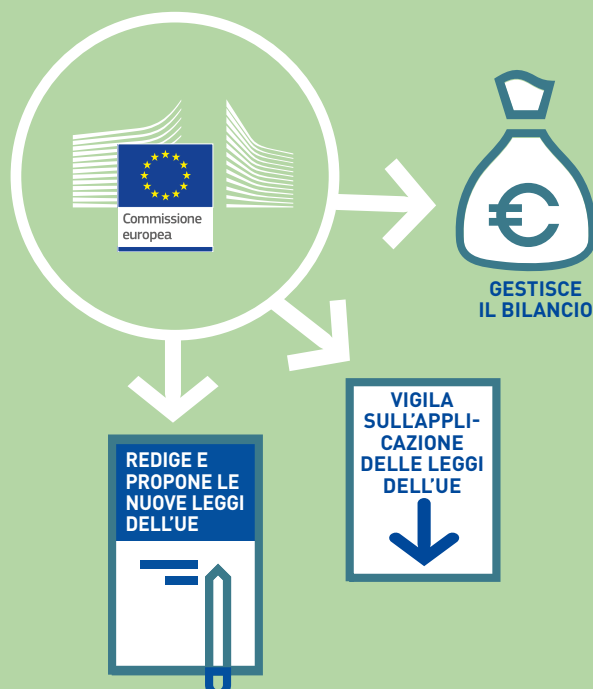 Commissione
europea
GESTISCE
IL BILANCIO
VIGILA
SULL'APPLI-
CAZIONE
DELLE LEGGI
DELL'UE
REDIGE E
PROPONE LE
NUOVE LEGGI
DELL'UE